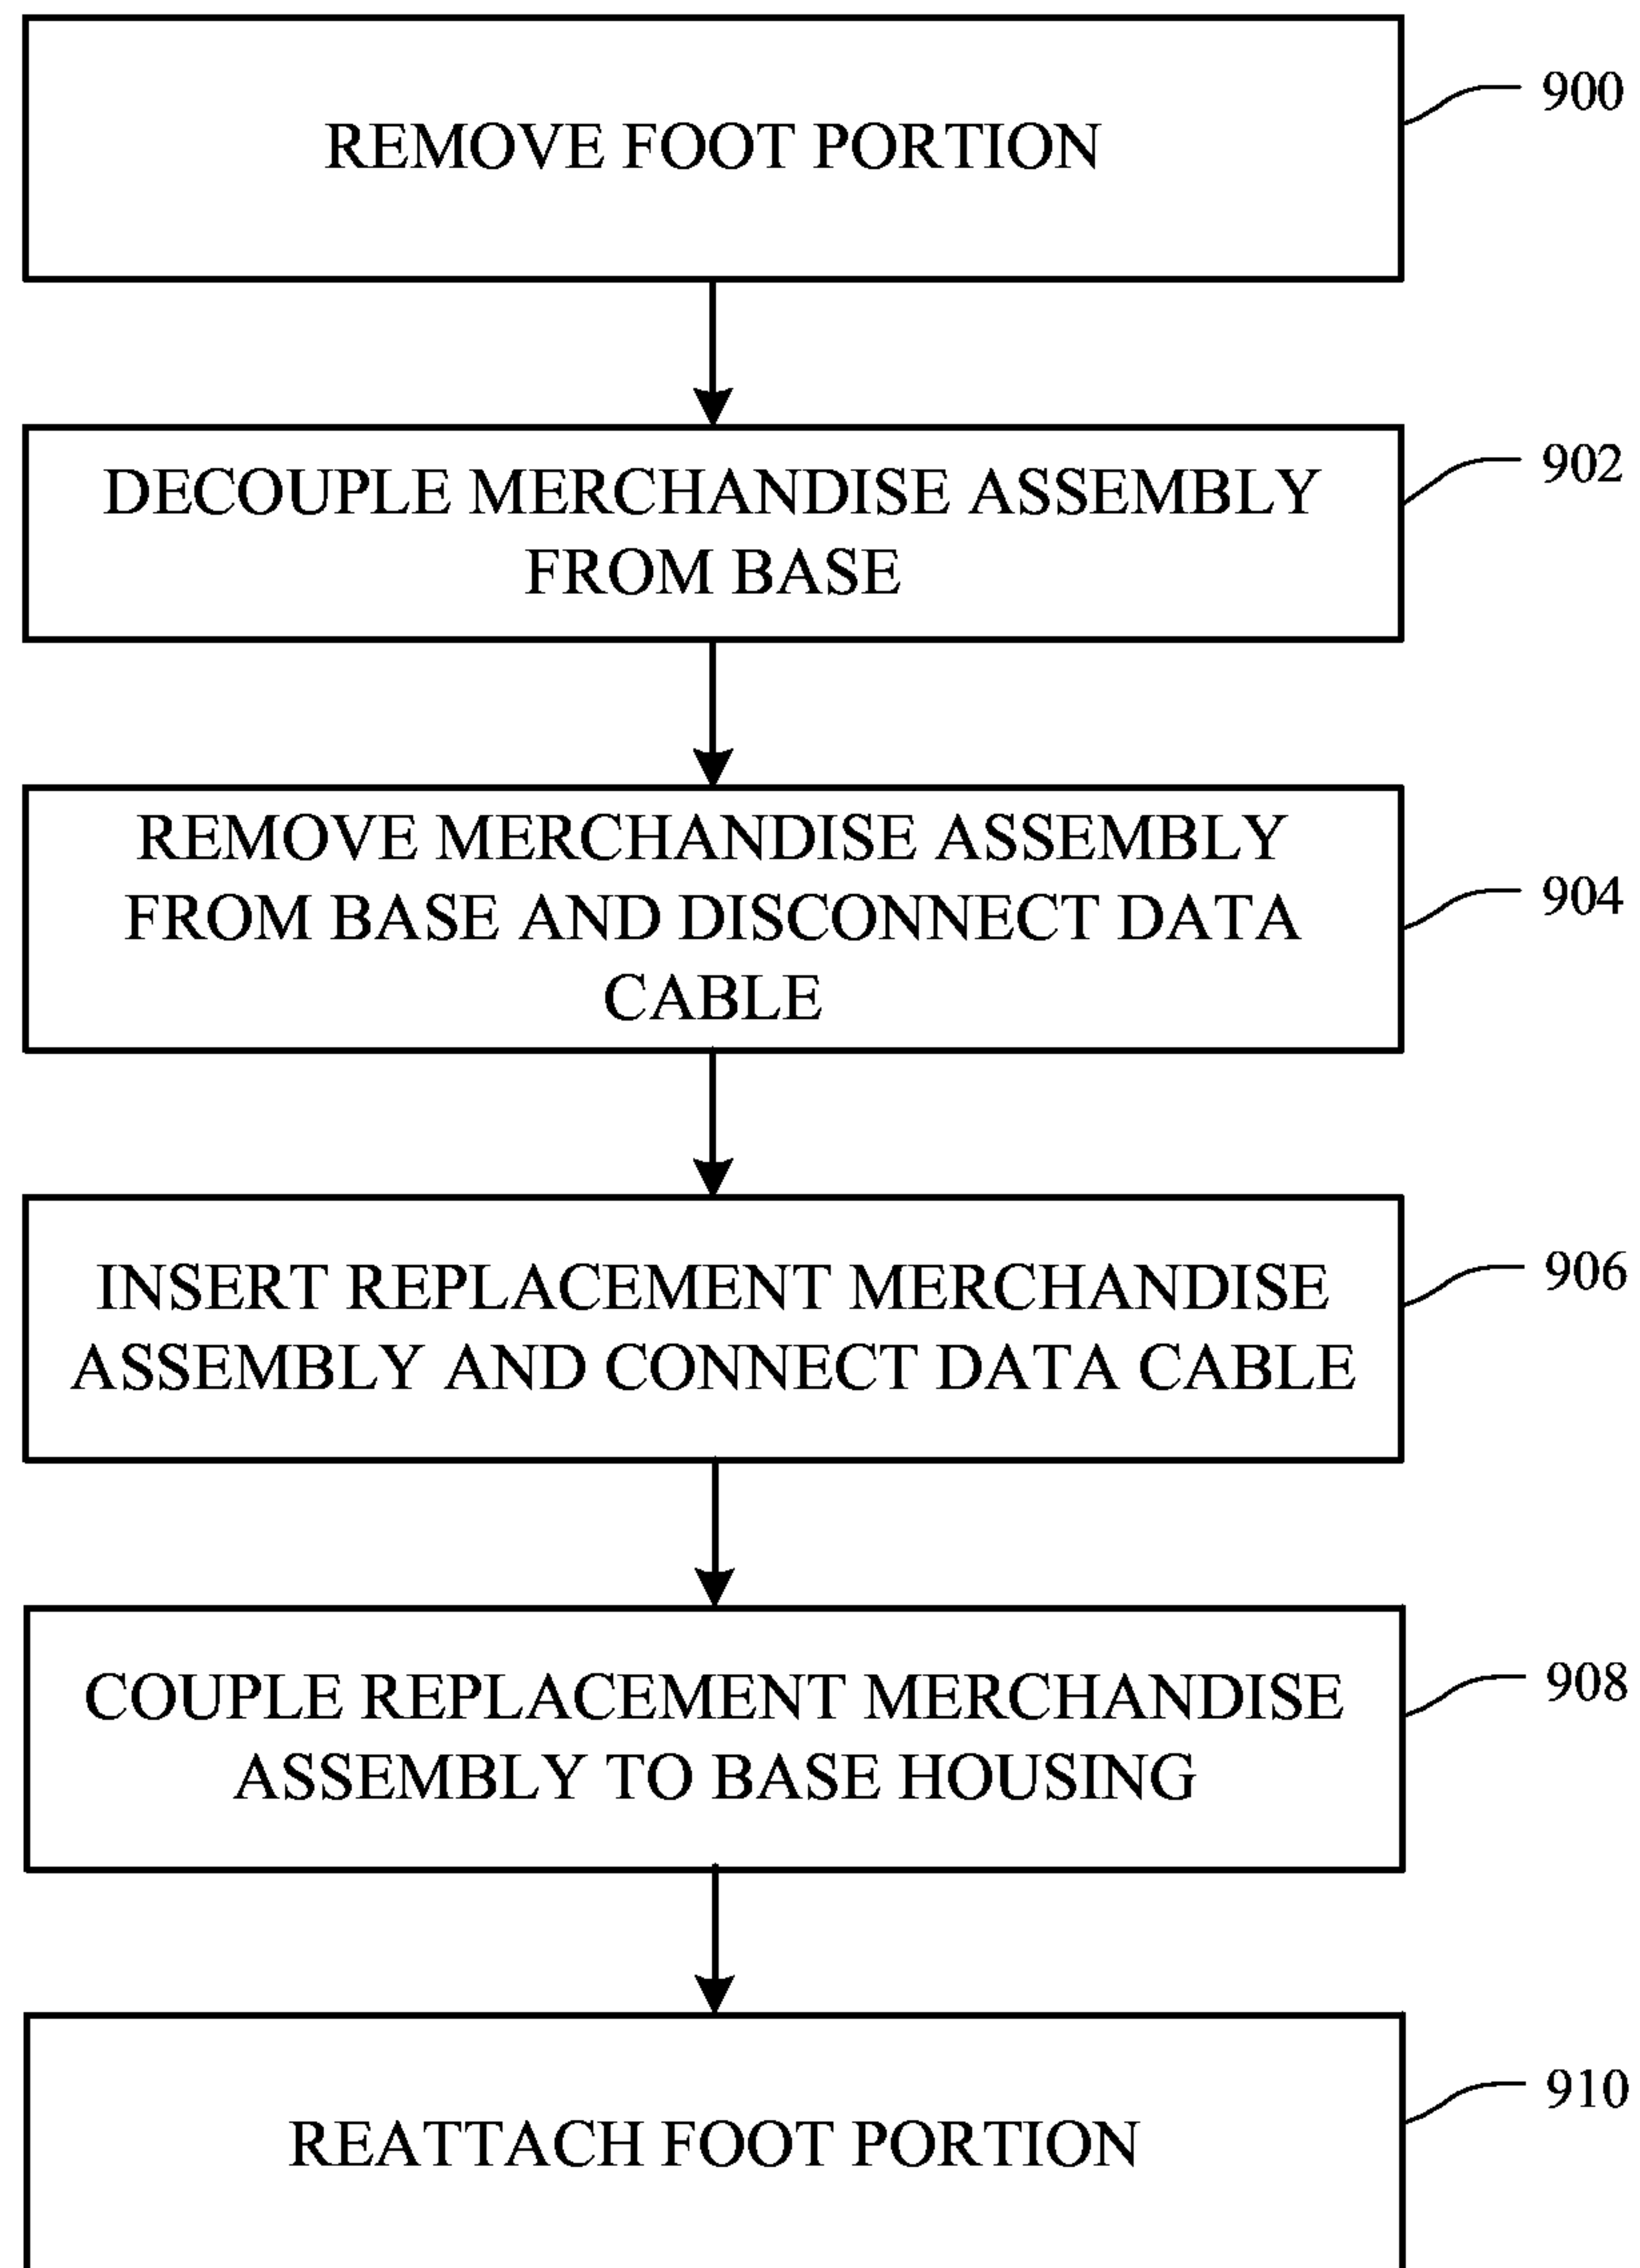 REMOVE FOOT PORTION
900
DECOUPLE MERCHANDISE ASSEMBLY
FROM BASE
902
REMOVE MERCHANDISE ASSEMBLY
FROM BASE AND DISCONNECT DATA
CABLE
904
INSERT REPLACEMENT MERCHANDISE
ASSEMBLY AND CONNECT DATA CABLE
906
COUPLE REPLACEMENT MERCHANDISE
ASSEMBLY TO BASE HOUSING
908
REATTACH FOOT PORTION
910